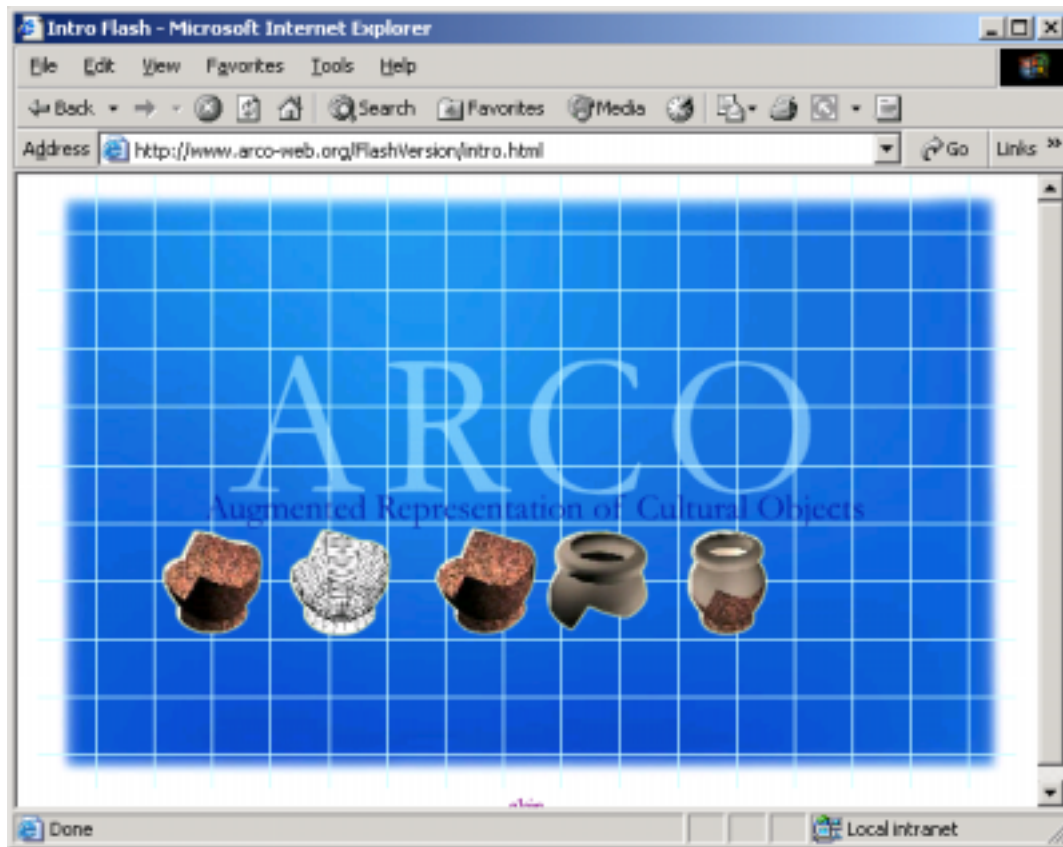 Intro Flash - Microsoft Internet Explorer
File Edit View Favorites Tools Help
Back Search Favorites Media
Address http://www.arco-web.org/FlashVersion/intro.html Go Links »
ARCO
Augmented Representation of Cultural Objects
skip
Done Local intranet